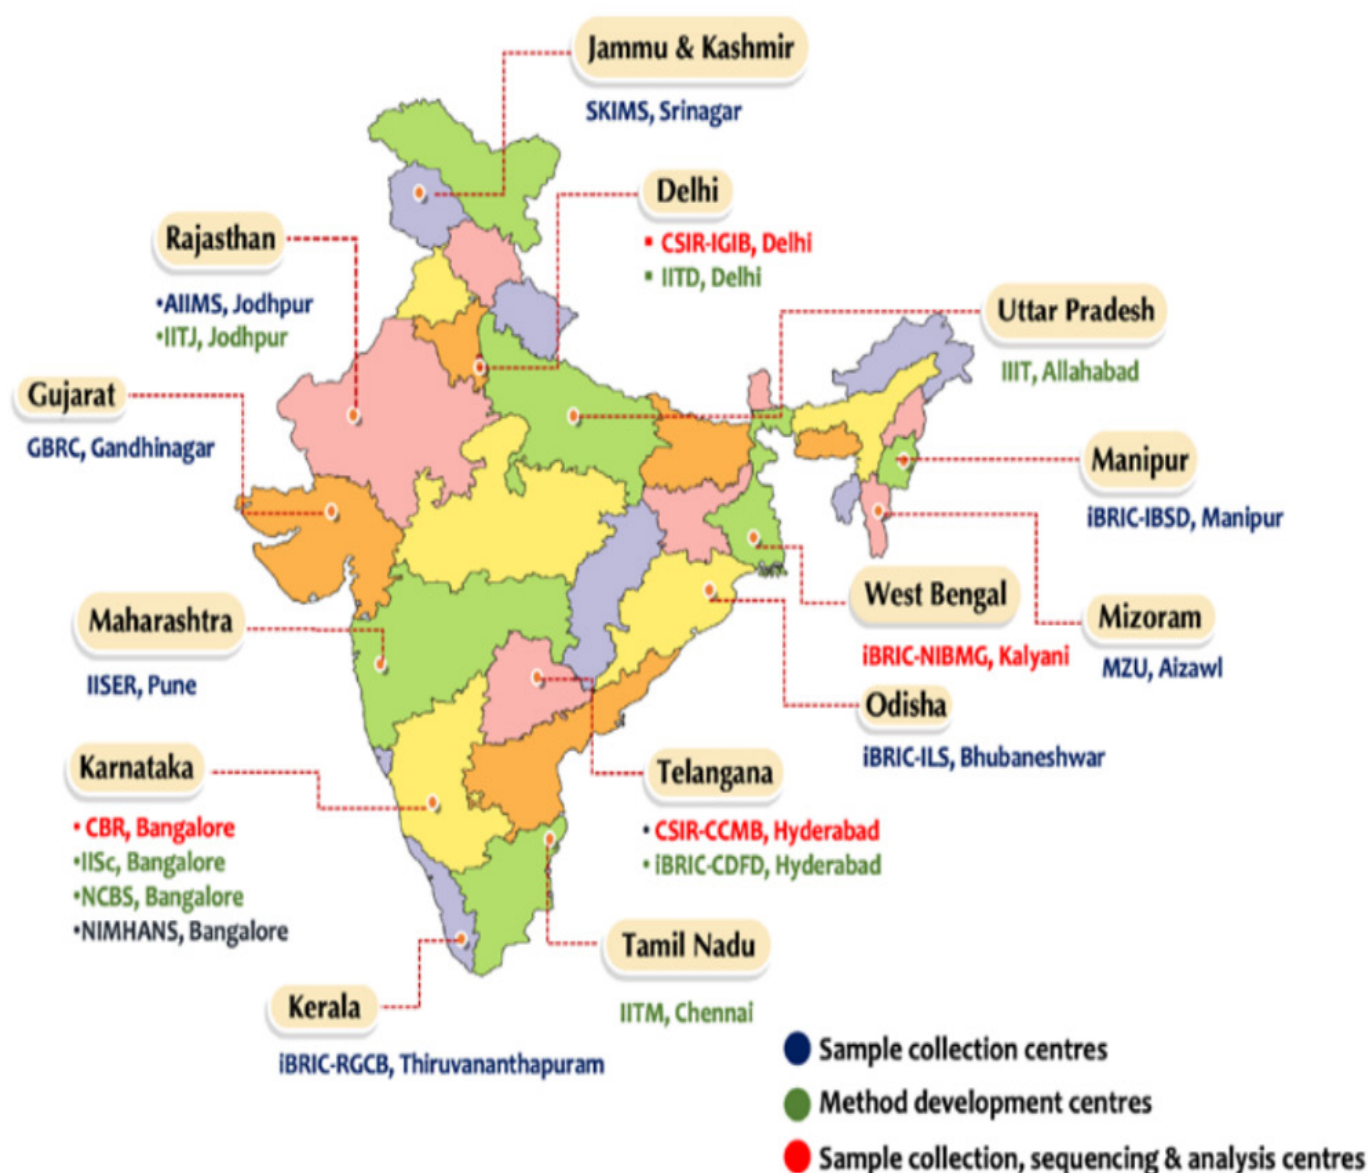 Jammu & Kashmir
SKIMS, Srinagar
Delhi
▪ CSIR-IGIB, Delhi
▪ IITD, Delhi
Rajasthan
•AIIMS, Jodhpur
•IITJ, Jodhpur
Uttar Pradesh
IIIT, Allahabad
Gujarat
GBRC, Gandhinagar
Manipur
iBRIC-IBSD, Manipur
West Bengal
iBRIC-NIBMG, Kalyani
Mizoram
MZU, Aizawl
Maharashtra
IISER, Pune
Odisha
iBRIC-ILS, Bhubaneshwar
Karnataka
• CBR, Bangalore
•IISc, Bangalore
•NCBS, Bangalore
•NIMHANS, Bangalore
Telangana
• CSIR-CCMB, Hyderabad
• iBRIC-CDFD, Hyderabad
Tamil Nadu
IITM, Chennai
Kerala
iBRIC-RGCB, Thiruvananthapuram
Sample collection centres
Method development centres
Sample collection, sequencing & analysis centres